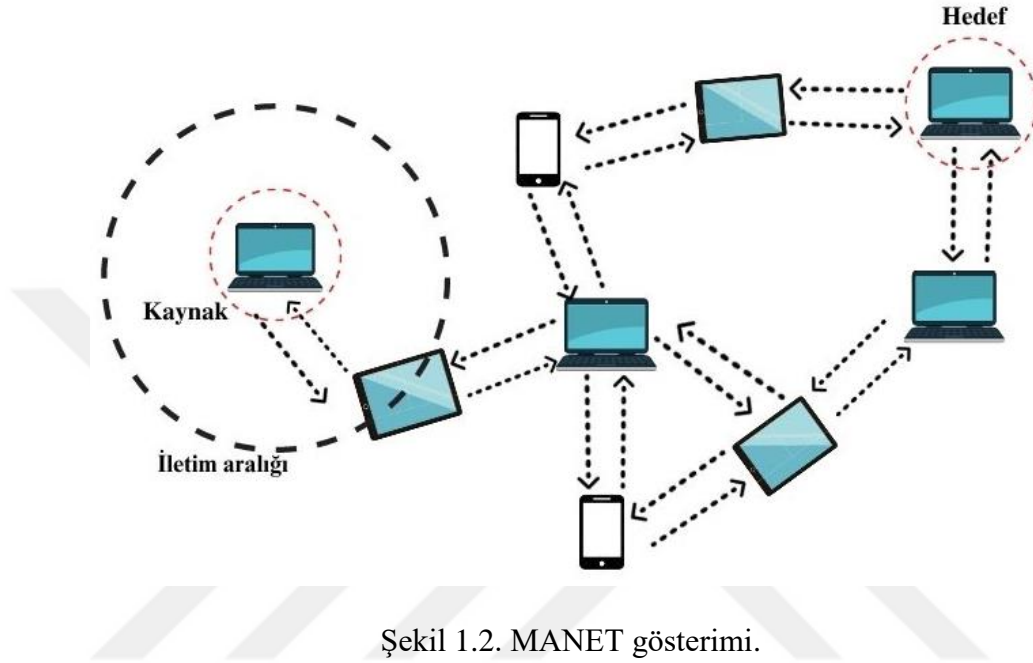 Hedef
Kaynak
İletim aralığı
Şekil 1.2. MANET gösterimi.